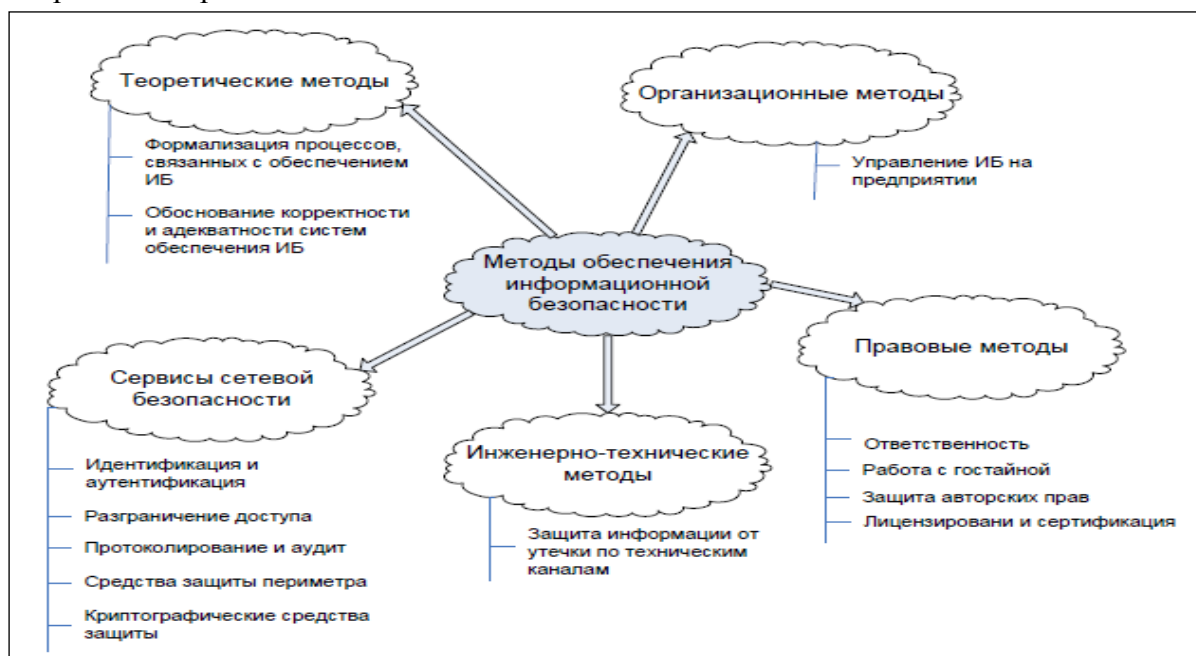 Теоретические методы
Формализация процессов,
связанных с обеспечением
ИБ
Обоснование корректности
и адекватности систем
обеспечения ИБ
Организационные методы
Управление ИБ на
предприятии
Методы обеспечения
информационной
безопасности
Правовые методы
Ответственность
Работа с гостайной
Защита авторских прав
Лицензировани и сертификация
Сервисы сетевой
безопасности
Идентификация и
аутентификация
Разграничение доступа
Протоколирование и аудит
Средства защиты периметра
Криптографические средства
защиты
Инженерно-технические
методы
Защита информации от
утечки по техническим
каналам